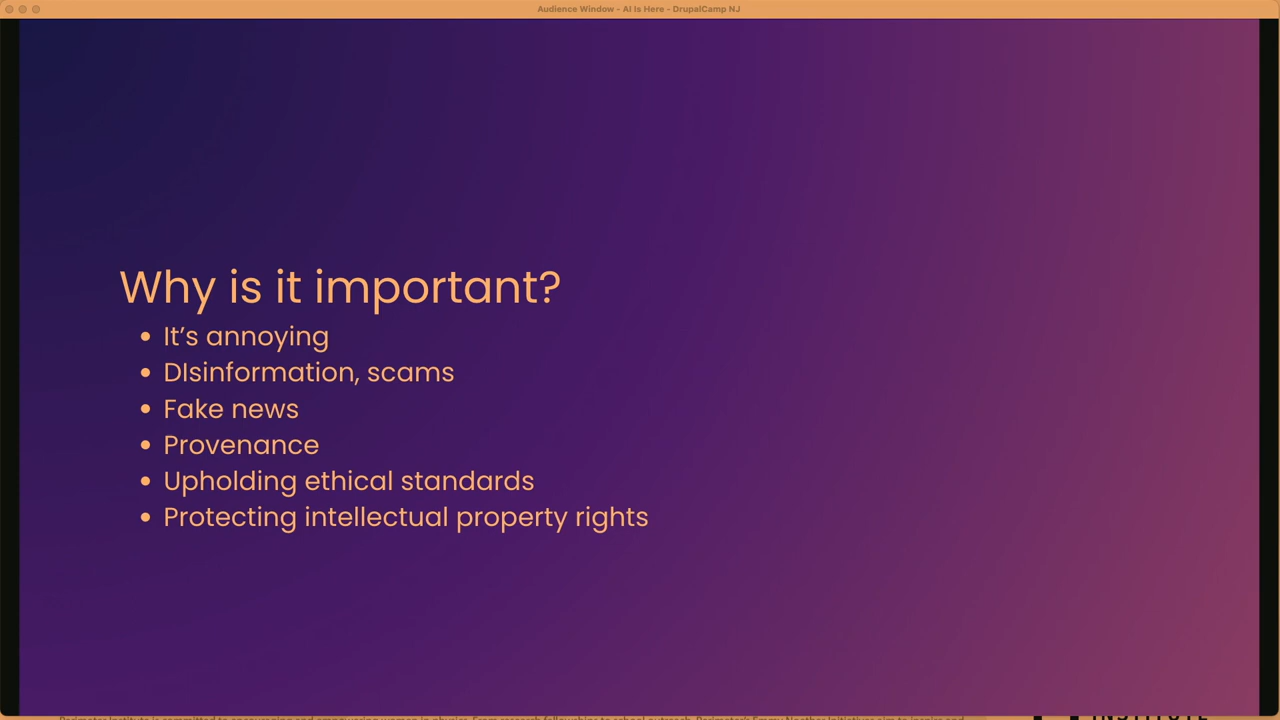 Audience Window - AI Is Here - DrupalCamp NJ
Why is it important?
• It's annoying
• DIsinformation, scams
• Fake news
• Provenance
• Upholding ethical standards
• Protecting intellectual property rights